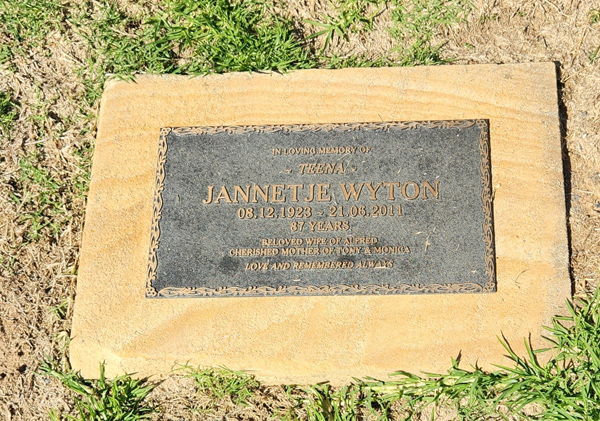 IN LOVING MEMORY OF
- TEENA -
JANNETJE WYTON
08.12.1923 - 21.06.2011
87 YEARS
BELOVED WIFE OF ALFRED
CHERISHED MOTHER OF TONY & MONICA
LOVE AND REMEMBERED ALWAYS